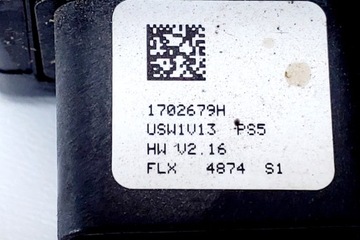 1702679H
USW1V13 PS5
HW V2.16
FLX 4874 S1